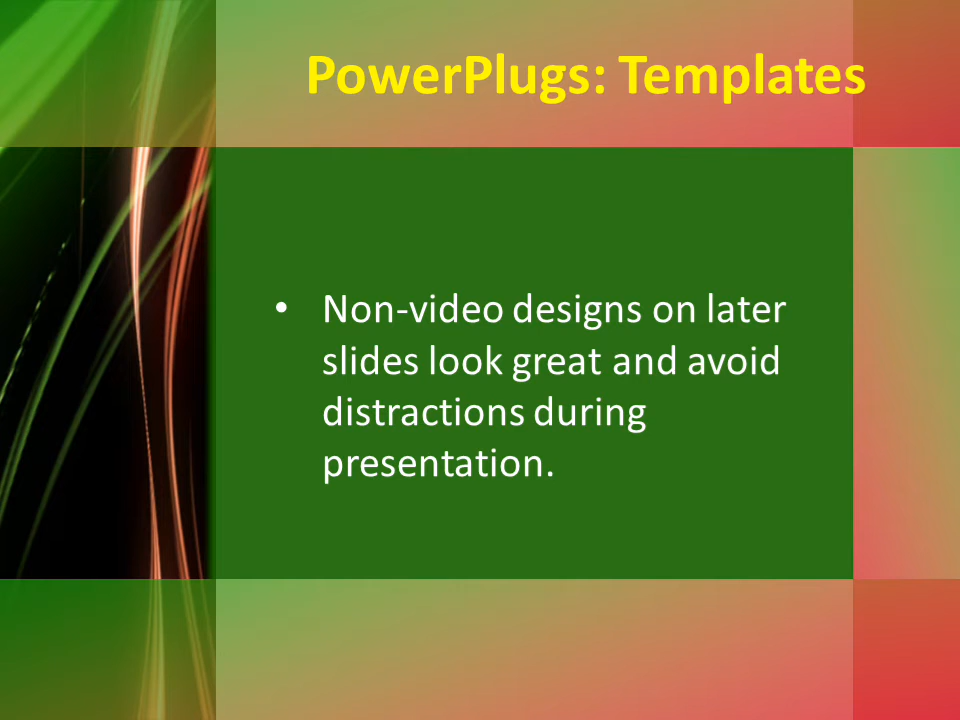 PowerPlugs: Templates
• Non-video designs on later
slides look great and avoid
distractions during
presentation.